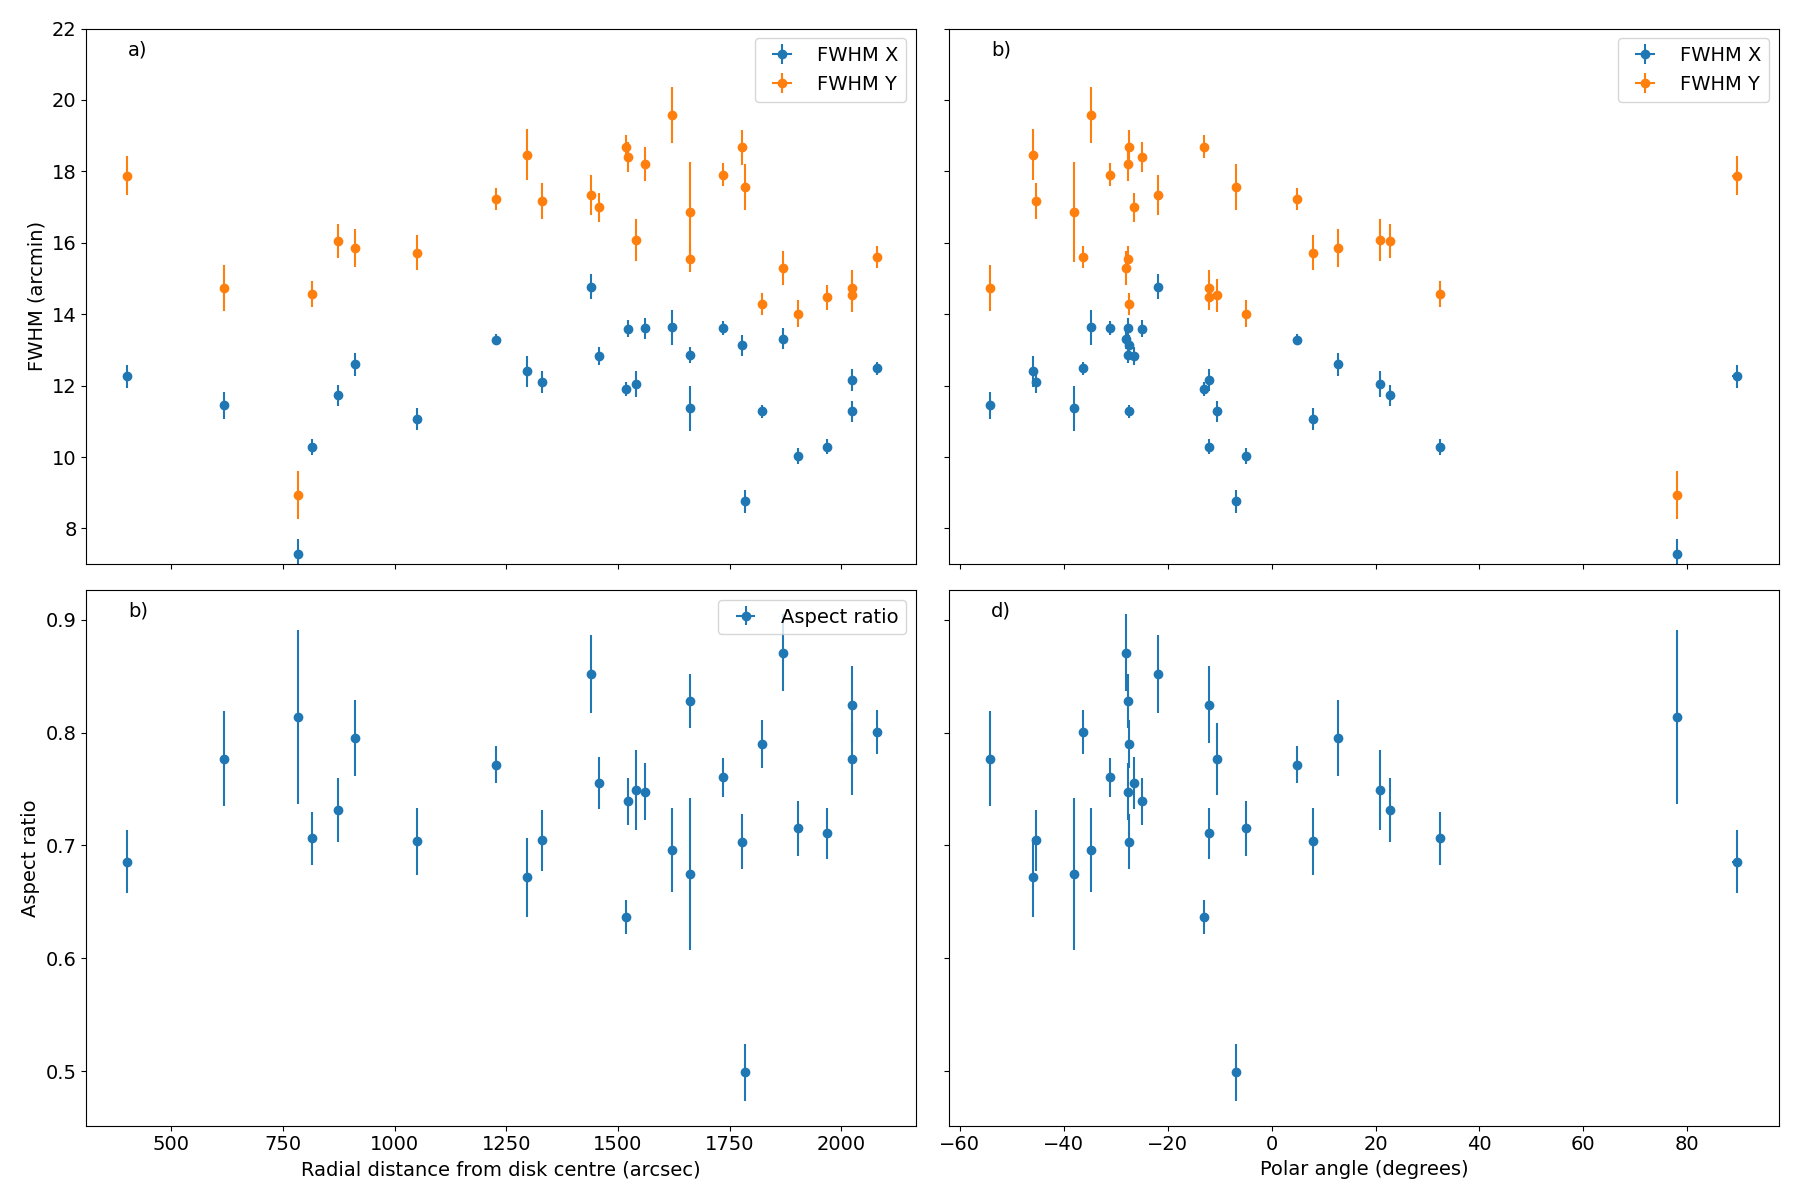 a)
FWHM X
FWHM Y
22
20
18
16
14
12
10
8
FWHM (arcmin)
b)
FWHM X
FWHM Y
b)
Aspect ratio
0.9
0.8
0.7
0.6
0.5
Aspect ratio
500 750 1000 1250 1500 1750 2000
Radial distance from disk centre (arcsec)
d)
−60 −40 −20 0 20 40 60 80
Polar angle (degrees)